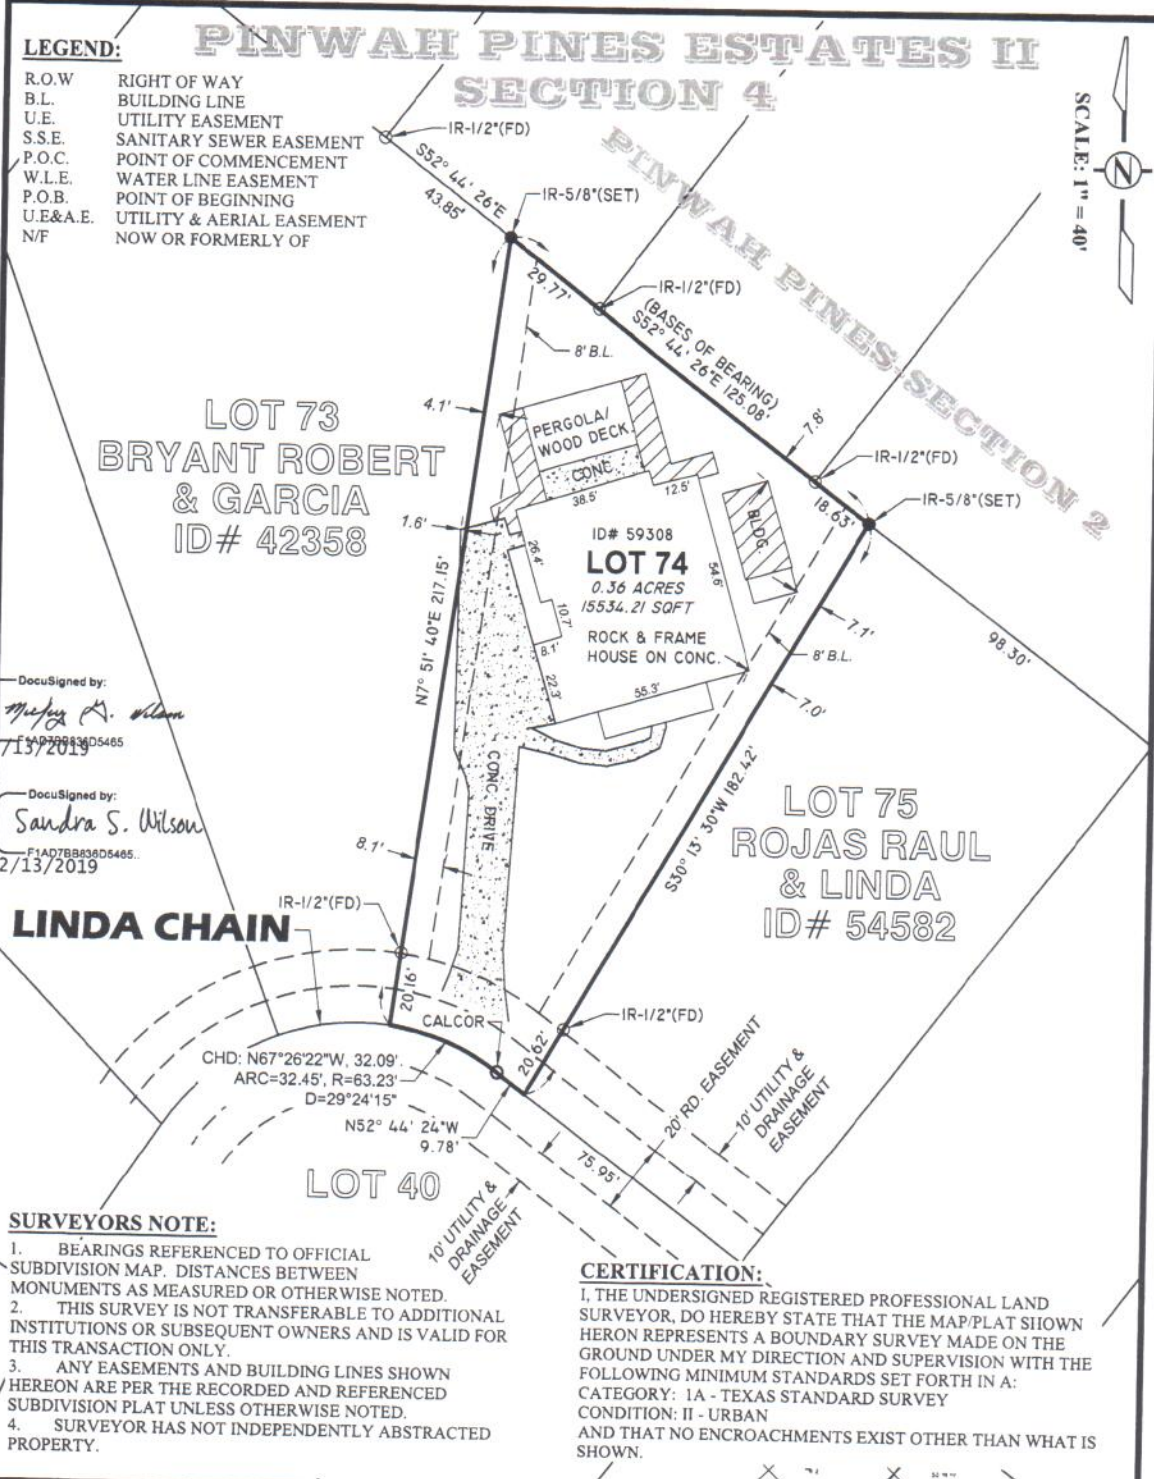 PINWAH PINES ESTATES II
SECTION 4
PINWAH PINES-SECTION 2
LEGEND:
R.O.W RIGHT OF WAY
B.L. BUILDING LINE
U.E. UTILITY EASEMENT
S.S.E. SANITARY SEWER EASEMENT
P.O.C. POINT OF COMMENCEMENT
W.L.E. WATER LINE EASEMENT
P.O.B. POINT OF BEGINNING
U.E&A.E. UTILITY & AERIAL EASEMENT
N/F NOW OR FORMERLY OF
SCALE: 1" = 40'
N
IR-1/2"(FD)
S52° 44' 26"E
43.85'
IR-5/8"(SET)
29.77'
IR-1/2"(FD)
(BASES OF BEARING)
S52° 44' 26"E 125.08'
8' B.L.
7.8'
IR-1/2"(FD)
18.63'
IR-5/8"(SET)
98.30'
LOT 73
BRYANT ROBERT
& GARCIA
ID# 42358
4.1'
1.6'
PERGOLA/
WOOD DECK
CONC.
38.5'
12.5'
BLDG.
ID# 59308
LOT 74
0.36 ACRES
15534.21 SQFT
ROCK & FRAME
HOUSE ON CONC.
26.4'
10.7'
8.1'
22.3'
54.6'
55.3'
7.1'
8' B.L.
7.0'
N7° 51' 40"E 217.15'
CONC. DRIVE
S30° 13' 30"W 182.42'
LOT 75
ROJAS RAUL
& LINDA
ID# 54582
DocuSigned by:
F1AD7BB836D5465
/13/2019
DocuSigned by:
Sandra S. Wilson
F1AD7BB836D5465..
2/13/2019
8.1'
IR-1/2"(FD)
LINDA CHAIN
20.16'
CALCOR
20.62'
IR-1/2"(FD)
CHD: N67°26'22"W, 32.09'
ARC=32.45', R=63.23'
D=29°24'15"
N52° 44' 24"W
9.78'
75.95'
20' RD. EASEMENT
10' UTILITY &
DRAINAGE
EASEMENT
LOT 40
10' UTILITY &
DRAINAGE
EASEMENT
SURVEYORS NOTE:
1. BEARINGS REFERENCED TO OFFICIAL
SUBDIVISION MAP. DISTANCES BETWEEN
MONUMENTS AS MEASURED OR OTHERWISE NOTED.
2. THIS SURVEY IS NOT TRANSFERABLE TO ADDITIONAL
INSTITUTIONS OR SUBSEQUENT OWNERS AND IS VALID FOR
THIS TRANSACTION ONLY.
3. ANY EASEMENTS AND BUILDING LINES SHOWN
HEREON ARE PER THE RECORDED AND REFERENCED
SUBDIVISION PLAT UNLESS OTHERWISE NOTED.
4. SURVEYOR HAS NOT INDEPENDENTLY ABSTRACTED
PROPERTY.
CERTIFICATION:
I, THE UNDERSIGNED REGISTERED PROFESSIONAL LAND
SURVEYOR, DO HEREBY STATE THAT THE MAP/PLAT SHOWN
HERON REPRESENTS A BOUNDARY SURVEY MADE ON THE
GROUND UNDER MY DIRECTION AND SUPERVISION WITH THE
FOLLOWING MINIMUM STANDARDS SET FORTH IN A:
CATEGORY: 1A - TEXAS STANDARD SURVEY
CONDITION: II - URBAN
AND THAT NO ENCROACHMENTS EXIST OTHER THAN WHAT IS
SHOWN.